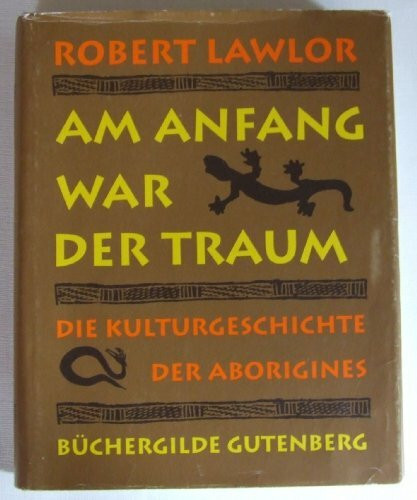 ROBERT LAWLOR
AM ANFANG
WAR
DER TRAUM
DIE KULTURGESCHICHTE
DER ABORIGINES
BÜCHERGILDE GUTENBERG